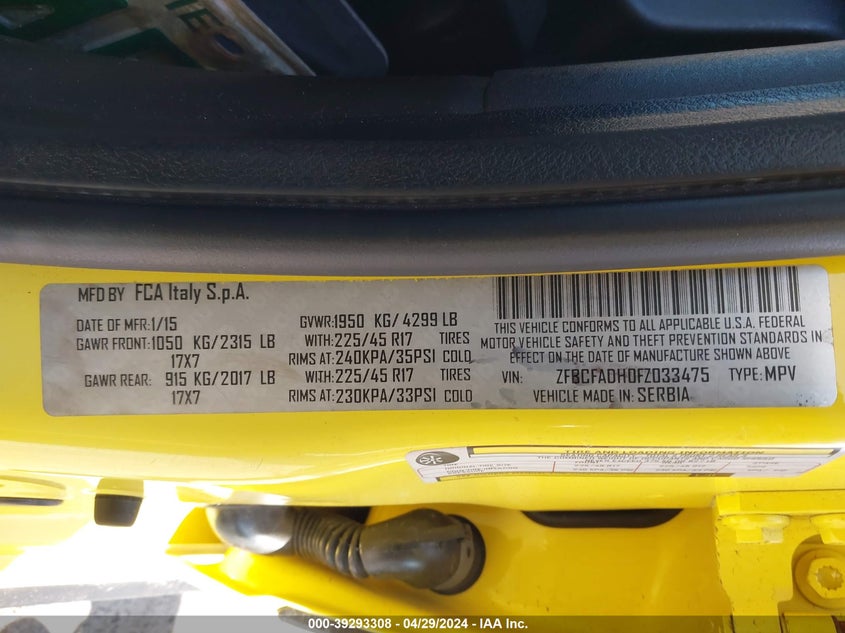 MFD BY FCA Italy S.p.A.
DATE OF MFR:1/15 GVWR:1950 KG/ 4299 LB
GAWR FRONT:1050 KG/2315 LB WITH:225/45 R17 TIRES
17X7 RIMS AT:240KPA/35PSI COLD
GAWR REAR: 915 KG/2017 LB WITH:225/45 R17 TIRES
17X7 RIMS AT:230KPA/33PSI COLD
THIS VEHICLE CONFORMS TO ALL APPLICABLE U.S.A. FEDERAL
MOTOR VEHICLE SAFETY AND THEFT PREVENTION STANDARDS IN
EFFECT ON THE DATE OF MANUFACTURE SHOWN ABOVE.
VIN: ZFBCFADH0FZ033475 TYPE: MPV
VEHICLE MADE IN: SERBIA
TIRE AND LOADING INFORMATION
000-39293308 - 04/29/2024 - IAA Inc.